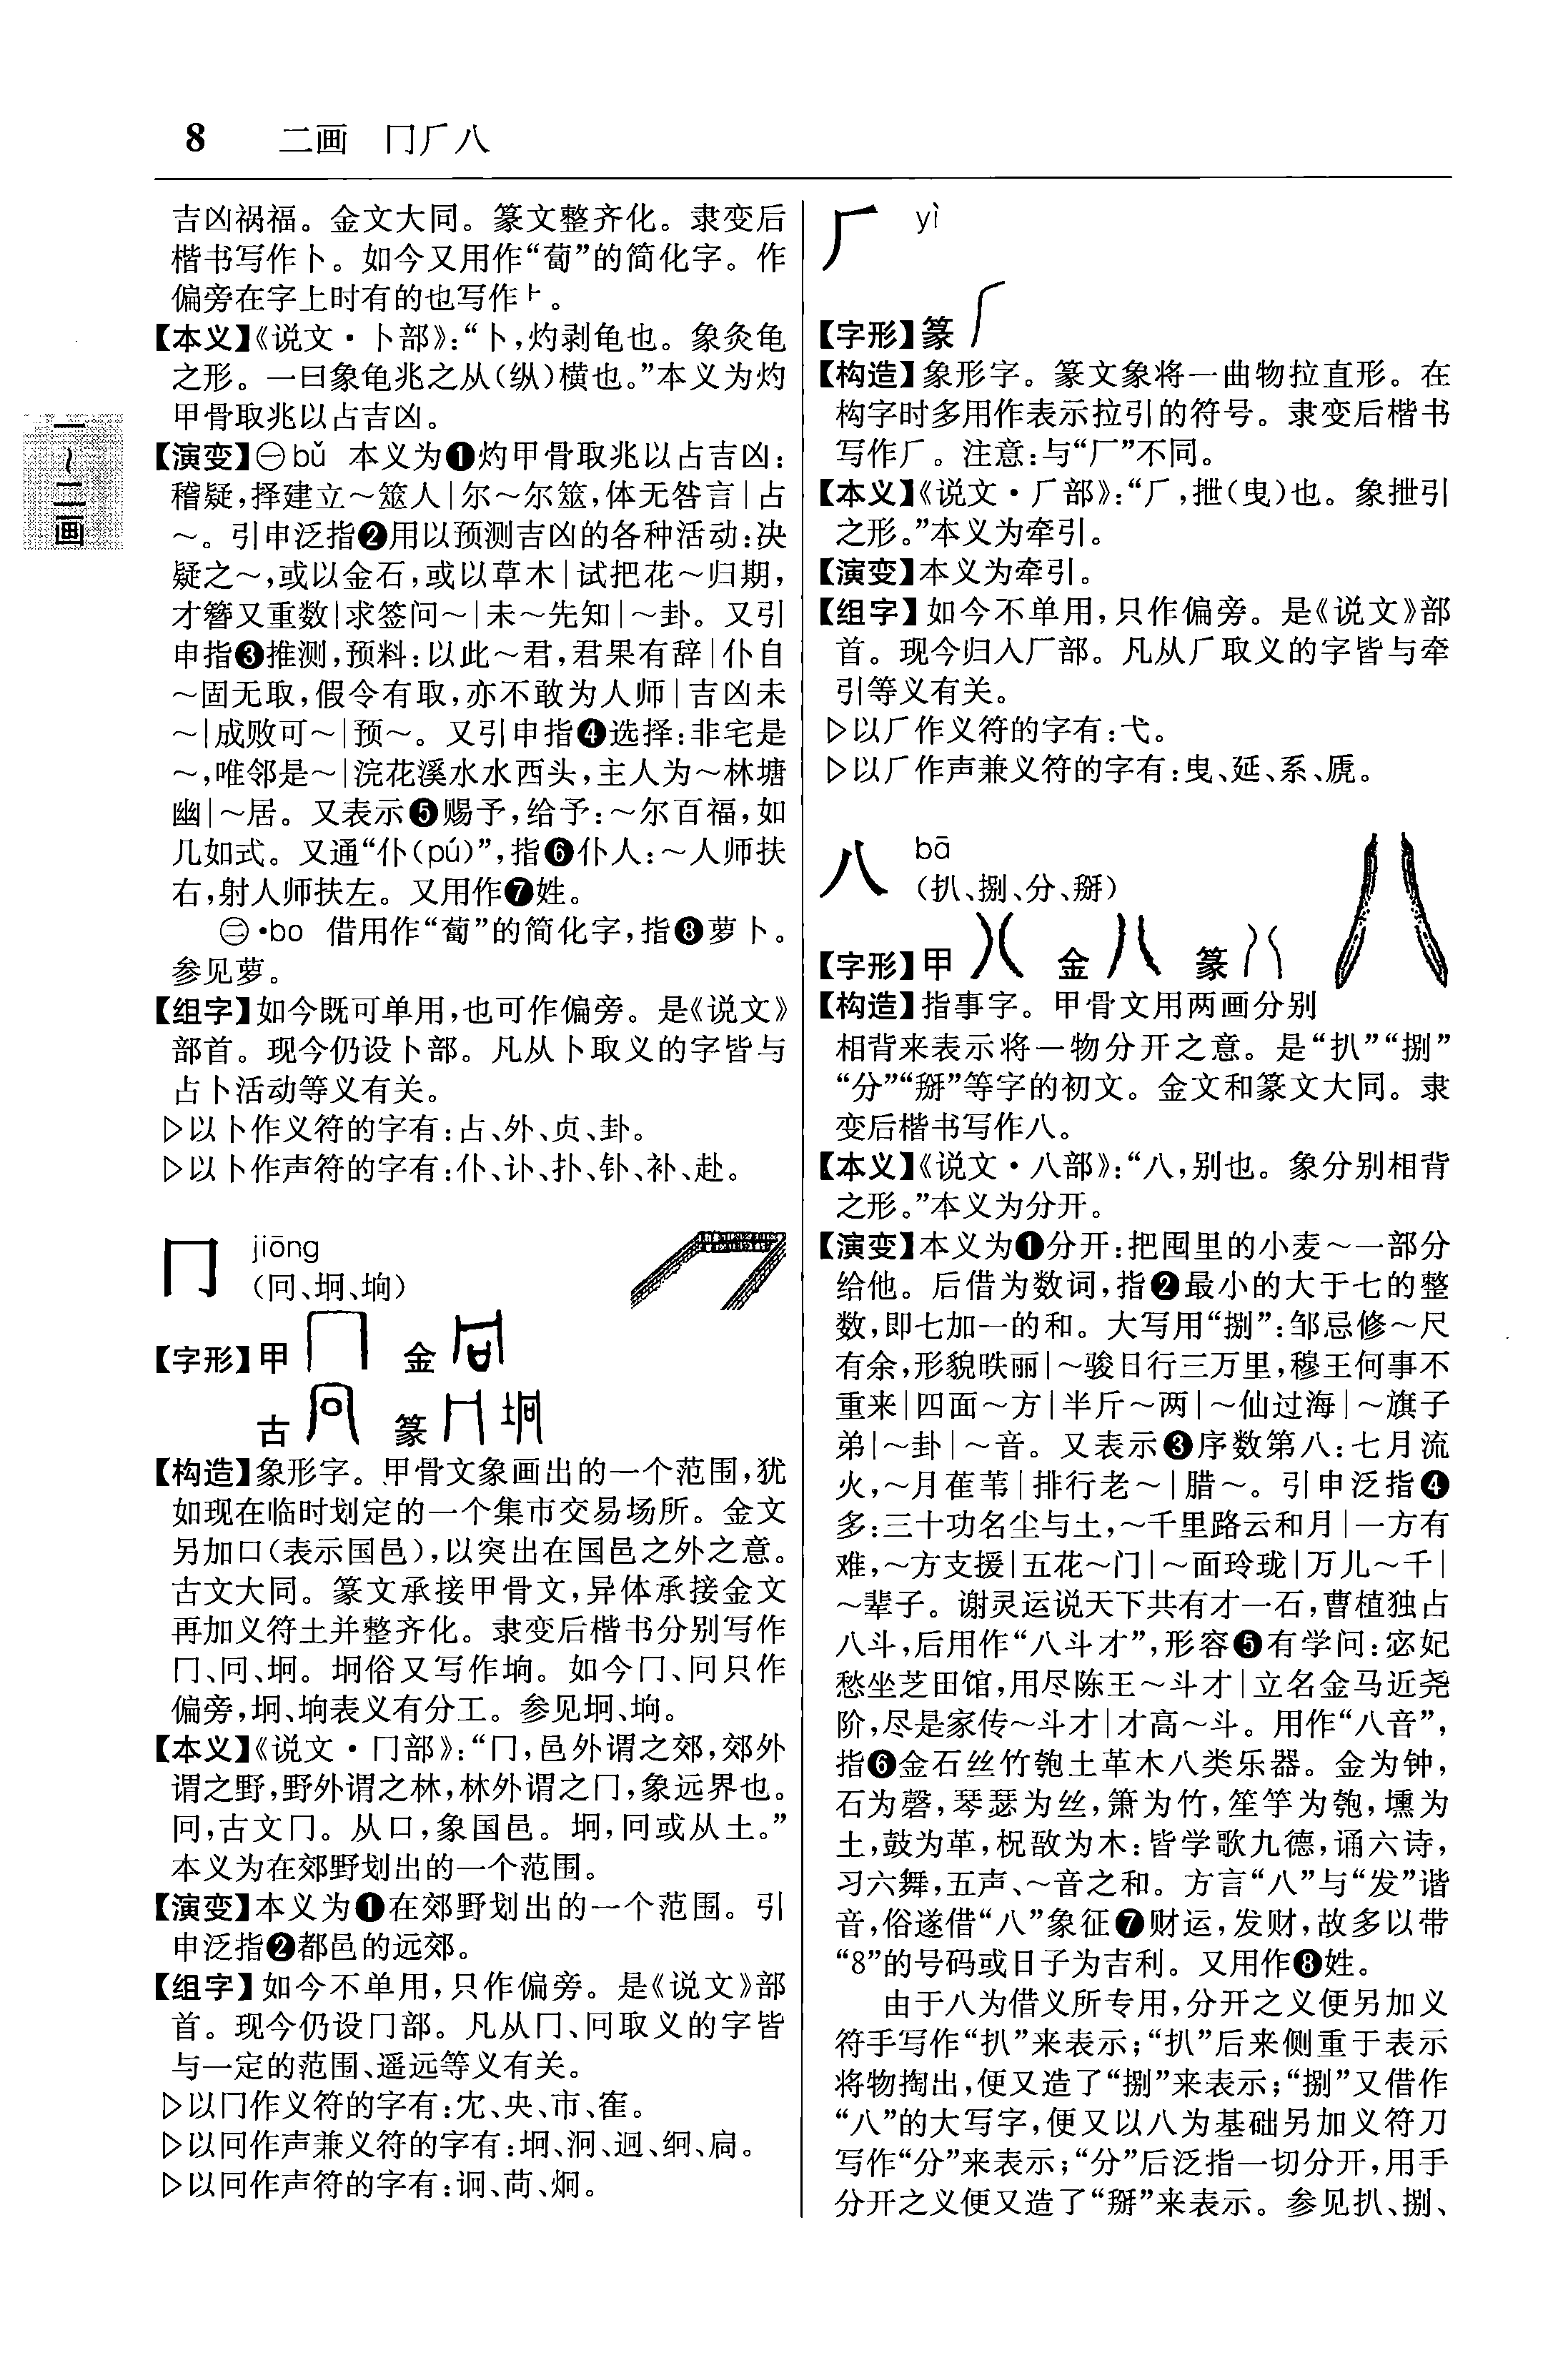 8 二画 冂⺁八
一～二画
吉凶祸福。金文大同。篆文整齐化。隶变后
楷书写作卜。如今又用作“蔔”的简化字。作
偏旁在字上时有的也写作⺊。
【本义】《说文·卜部》：“卜，灼剥龟也。象灸龟
之形。一曰象龟兆之从(纵)横也。”本义为灼
甲骨取兆以占吉凶。
【演变】㊀bǔ 本义为❶灼甲骨取兆以占吉凶：
稽疑，择建立～筮人|尔～尔筮，体无咎言|占
～。引申泛指❷用以预测吉凶的各种活动：决
疑之～，或以金石，或以草木|试把花～归期，
才簪又重数|求签问～|未～先知|～卦。又引
申指❸推测，预料：以此～君，君果有辞|仆自
～固无取，假令有取，亦不敢为人师|吉凶未
～|成败可～|预～。又引申指❹选择：非宅是
～，唯邻是～|浣花溪水水西头，主人为～林塘
幽|～居。又表示❺赐予，给予：～尔百福，如
几如式。又通“仆(pú)”，指❻仆人：～人师扶
右，射人师扶左。又用作❼姓。
㊁·bo 借用作“蔔”的简化字，指❽萝卜。
参见萝。
【组字】如今既可单用，也可作偏旁。是《说文》
部首。现今仍设卜部。凡从卜取义的字皆与
占卜活动等义有关。
▷以卜作义符的字有：占、外、贞、卦。
▷以卜作声符的字有：仆、讣、扑、钋、补、赴。
冂 jiōng
(冋、坰、垧)
【字形】甲 金
古 篆
【构造】象形字。甲骨文象画出的一个范围，犹
如现在临时划定的一个集市交易场所。金文
另加口(表示国邑)，以突出在国邑之外之意。
古文大同。篆文承接甲骨文，异体承接金文
再加义符土并整齐化。隶变后楷书分别写作
冂、冋、坰。坰俗又写作垧。如今冂、冋只作
偏旁，坰、垧表义有分工。参见坰、垧。
【本义】《说文·冂部》：“冂，邑外谓之郊，郊外
谓之野，野外谓之林，林外谓之冂，象远界也。
冋，古文冂。从口，象国邑。坰，冋或从土。”
本义为在郊野划出的一个范围。
【演变】本义为❶在郊野划出的一个范围。引
申泛指❷都邑的远郊。
【组字】如今不单用，只作偏旁。是《说文》部
首。现今仍设冂部。凡从冂、冋取义的字皆
与一定的范围、遥远等义有关。
▷以冂作义符的字有：冘、央、市、隺。
▷以冋作声兼义符的字有：坰、泂、迥、䌹、扃。
▷以冋作声符的字有：诇、苘、炯。
⺁ yì
【字形】篆
【构造】象形字。篆文象将一曲物拉直形。在
构字时多用作表示拉引的符号。隶变后楷书
写作⺁。注意：与“厂”不同。
【本义】《说文·⺁部》：“⺁，抴(曳)也。象抴引
之形。”本义为牵引。
【演变】本义为牵引。
【组字】如今不单用，只作偏旁。是《说文》部
首。现今归入厂部。凡从⺁取义的字皆与牵
引等义有关。
▷以⺁作义符的字有：弋。
▷以⺁作声兼义符的字有：曳、延、系、虒。
八 bā
(扒、捌、分、掰)
【字形】甲 金 篆
【构造】指事字。甲骨文用两画分别
相背来表示将一物分开之意。是“扒”“捌”
“分”“掰”等字的初文。金文和篆文大同。隶
变后楷书写作八。
【本义】《说文·八部》：“八，别也。象分别相背
之形。”本义为分开。
【演变】本义为❶分开：把囤里的小麦～一部分
给他。后借为数词，指❷最小的大于七的整
数，即七加一的和。大写用“捌”：邹忌修～尺
有余，形貌昳丽|～骏日行三万里，穆王何事不
重来|四面～方|半斤～两|～仙过海|～旗子
弟|～卦|～音。又表示❸序数第八：七月流
火，～月萑苇|排行老～|腊～。引申泛指❹
多：三十功名尘与土，～千里路云和月|一方有
难，～方支援|五花～门|～面玲珑|万儿～千|
～辈子。谢灵运说天下共有才一石，曹植独占
八斗，后用作“八斗才”，形容❺有学问：宓妃
愁坐芝田馆，用尽陈王～斗才|立名金马近尧
阶，尽是家传～斗才|才高～斗。用作“八音”，
指❻金石丝竹匏土革木八类乐器。金为钟，
石为磬，琴瑟为丝，箫为竹，笙竽为匏，埙为
土，鼓为革，柷敔为木：皆学歌九德，诵六诗，
习六舞，五声、～音之和。方言“八”与“发”谐
音，俗遂借“八”象征❼财运，发财，故多以带
“8”的号码或日子为吉利。又用作❽姓。
由于八为借义所专用，分开之义便另加义
符手写作“扒”来表示；“扒”后来侧重于表示
将物掏出，便又造了“捌”来表示；“捌”又借作
“八”的大写字，便又以八为基础另加义符刀
写作“分”来表示；“分”后泛指一切分开，用手
分开之义便又造了“掰”来表示。参见扒、捌、